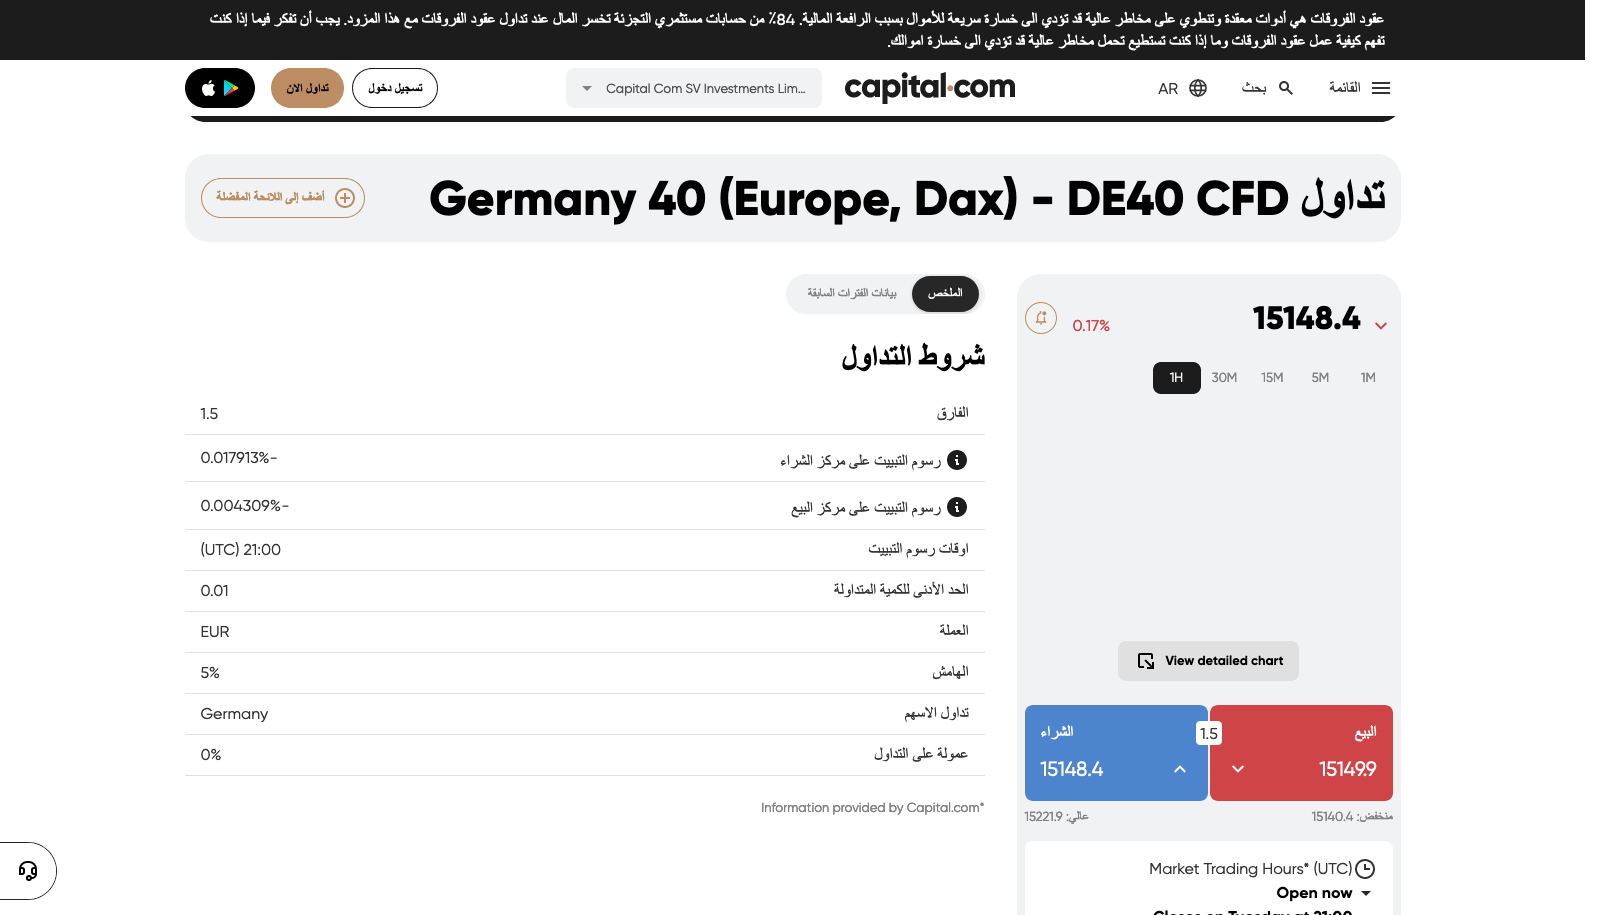 عقود الفروقات هي أدوات معقدة وتنطوي على مخاطر عالية قد تؤدي الى خسارة سريعة للأموال بسبب الرافعة المالية. 84٪ من حسابات مستثمري التجزئة تخسر المال عند تداول عقود الفروقات مع هذا المزود. يجب أن تفكر فيما إذا كنت
تفهم كيفية عمل عقود الفروقات وما إذا كنت تستطيع تحمل مخاطر عالية قد تؤدي الى خسارة اموالك.
القائمة
بحث
AR
capital.com
Capital Com SV Investments Lim...
تسجيل دخول
تداول الان
تداول Germany 40 (Europe, Dax) - DE40 CFD
أضف إلى اللائحة المفضلة
15148.4
0.17%
1M 5M 15M 30M 1H
View detailed chart
البيع
15149.9
1.5
الشراء
15148.4
منخفض: 15140.4
عالي: 15221.9
Market Trading Hours* (UTC)
Open now
Closes on Tuesday at 21:00
الملخص
بيانات الفترات السابقة
شروط التداول
الفارق 1.5
رسوم التبييت على مركز الشراء 0.017913%-
رسوم التبييت على مركز البيع 0.004309%-
اوقات رسوم التبييت 21:00 (UTC)
الحد الأدنى للكمية المتداولة 0.01
العملة EUR
الهامش 5%
تداول الاسهم Germany
عمولة على التداول 0%
Information provided by Capital.com*